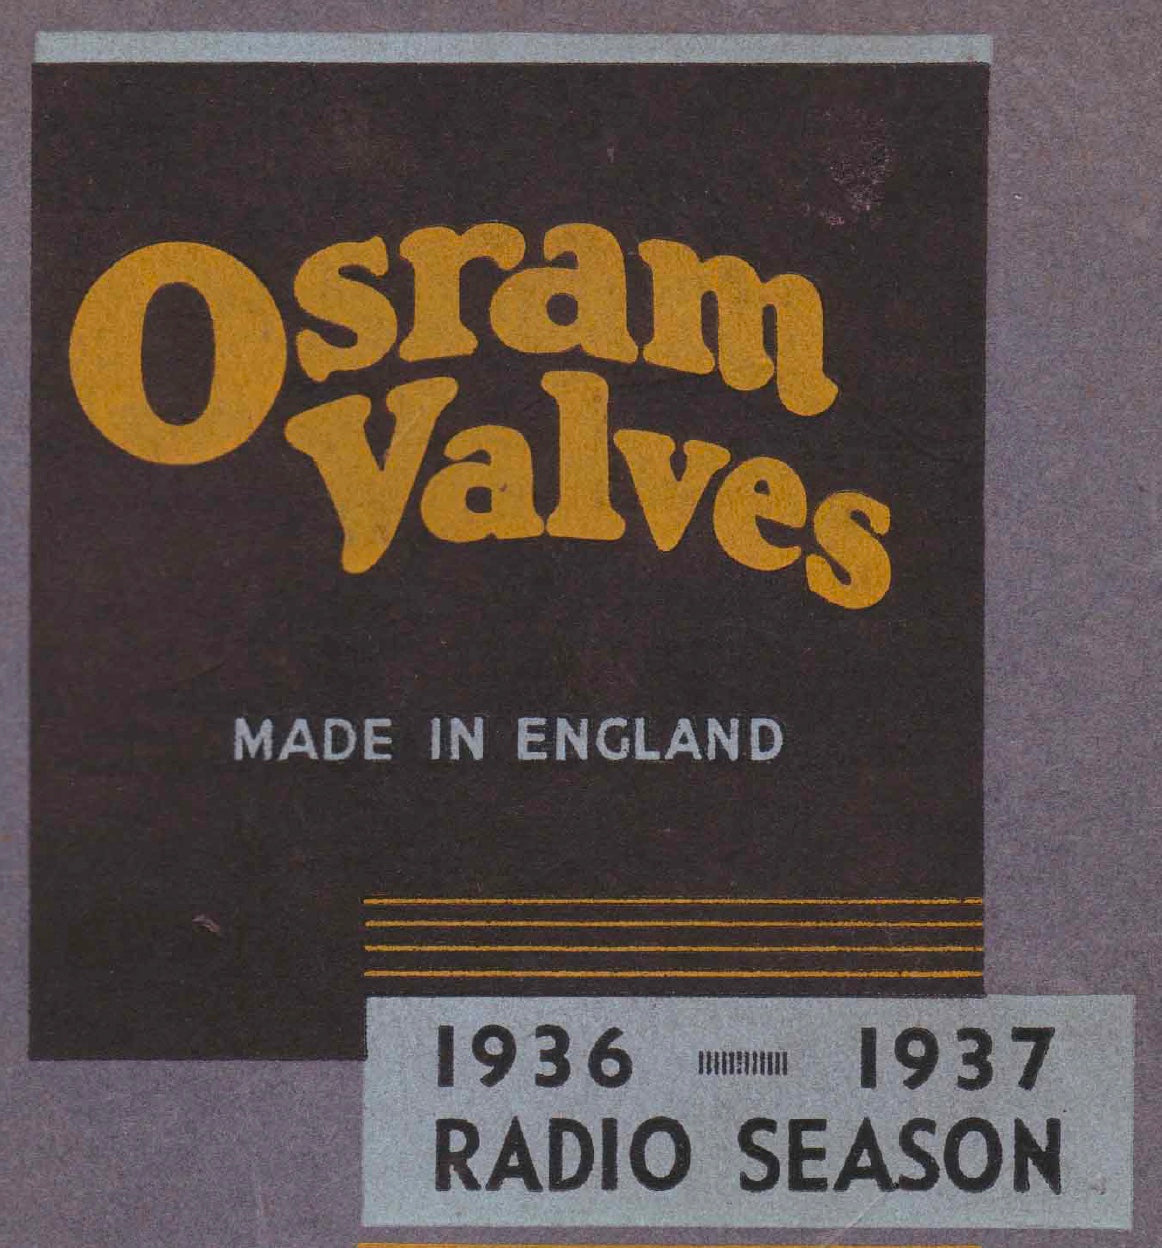 Osram
Valves
MADE IN ENGLAND
1936 - 1937
RADIO SEASON